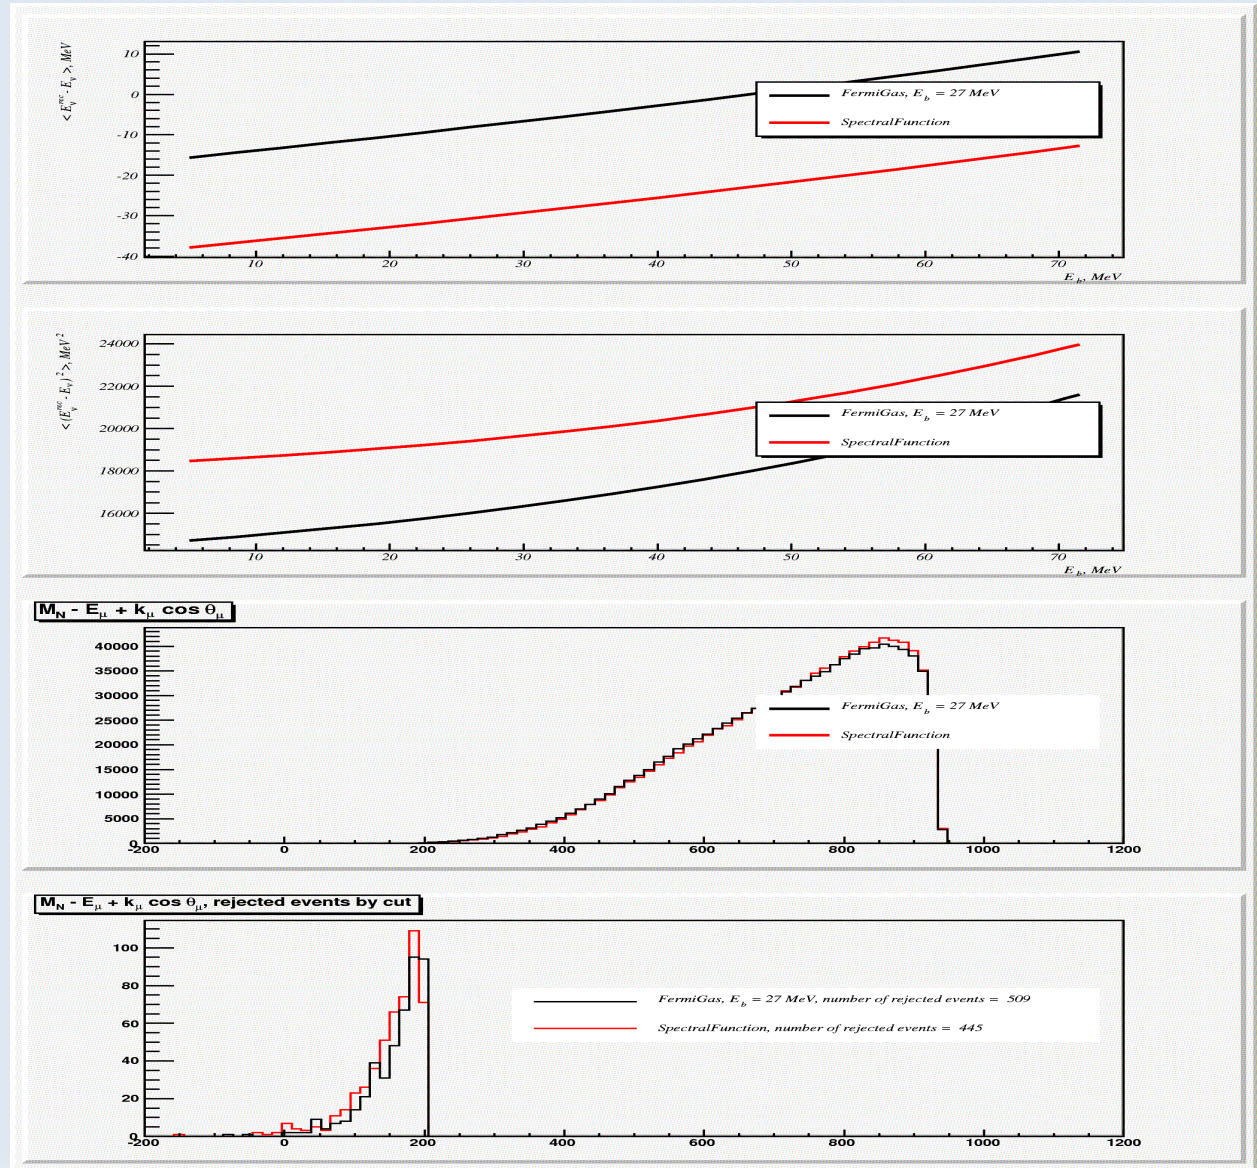 < E_ν^rec - E_ν >, MeV
10
0
-10
-20
-30
-40
FermiGas, E_b = 27 MeV
SpectralFunction
10 20 30 40 50 60 70
E_b, MeV
< (E_ν^rec - E_ν)^2 >, MeV^2
24000
22000
20000
18000
16000
FermiGas, E_b = 27 MeV
SpectralFunction
10 20 30 40 50 60 70
E_b, MeV
M_N - E_μ + k_μ cos θ_μ
40000
35000
30000
25000
20000
15000
10000
5000
0
FermiGas, E_b = 27 MeV
SpectralFunction
-200 0 200 400 600 800 1000 1200
M_N - E_μ + k_μ cos θ_μ, rejected events by cut
100
80
60
40
20
0
FermiGas, E_b = 27 MeV, number of rejected events = 509
SpectralFunction, number of rejected events = 445
-200 0 200 400 600 800 1000 1200